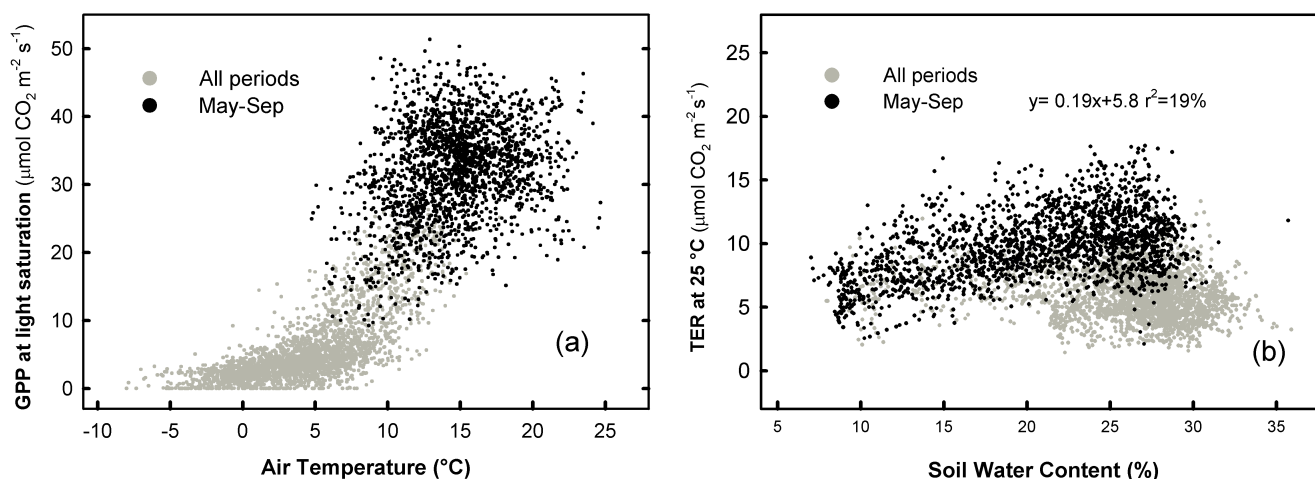 GPP at light saturation (μmol CO2 m-2 s-1)
50
40
30
20
10
0
All periods
May-Sep
(a)
-10 -5 0 5 10 15 20 25
Air Temperature (°C)
TER at 25 °C (μmol CO2 m-2 s-1)
25
20
15
10
5
0
All periods
May-Sep y= 0.19x+5.8 r2=19%
(b)
5 10 15 20 25 30 35
Soil Water Content (%)